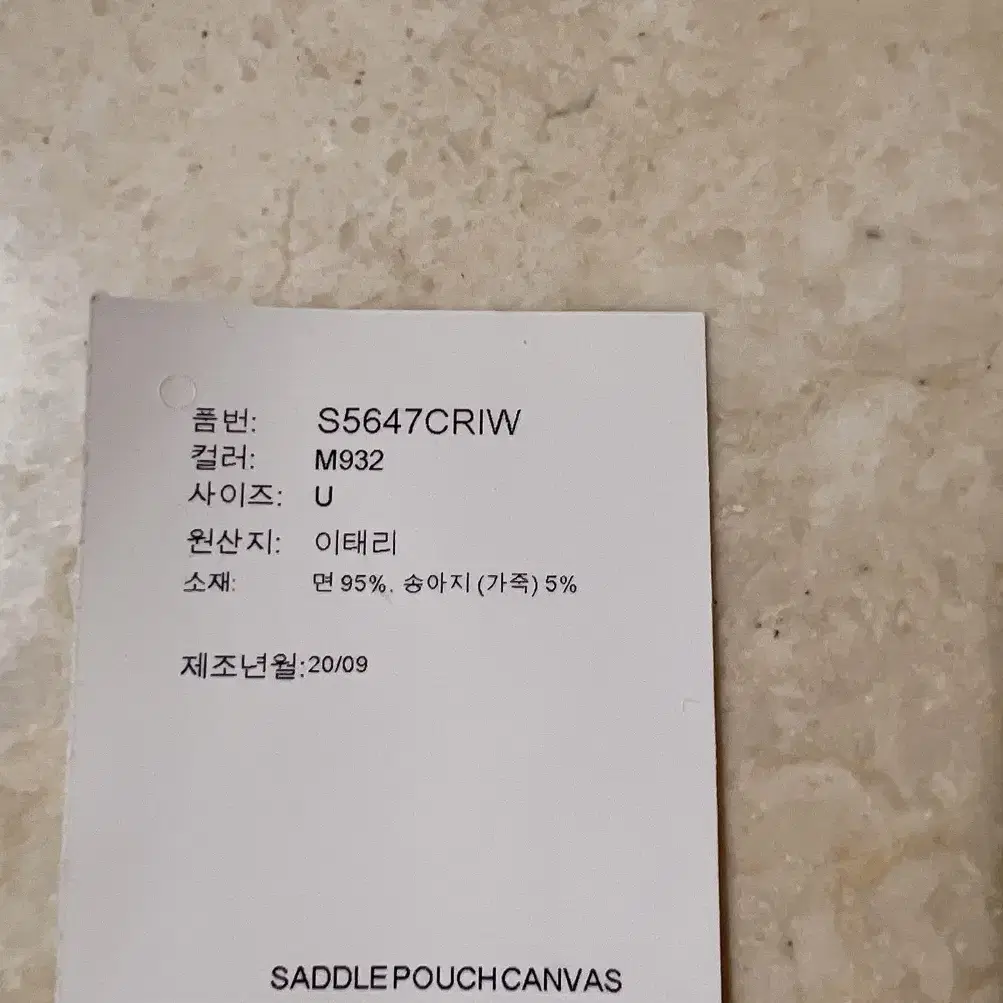 품번: S5647CRIW
컬러: M932
사이즈: U
원산지: 이태리
소재: 면 95%. 송아지 (가죽) 5%
제조년월:20/09
SADDLE POUCH CANVAS